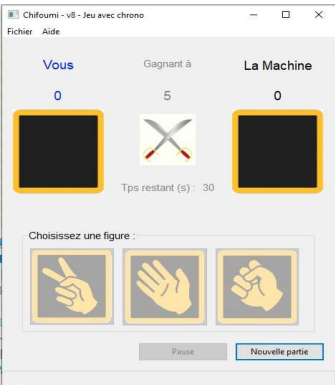 Chifoumi - v8 - Jeu avec chrono
Fichier Aide
Vous Gagnant à La Machine
0 5 0
Tps restant (s) : 30
Choisissez une figure :
Pause Nouvelle partie